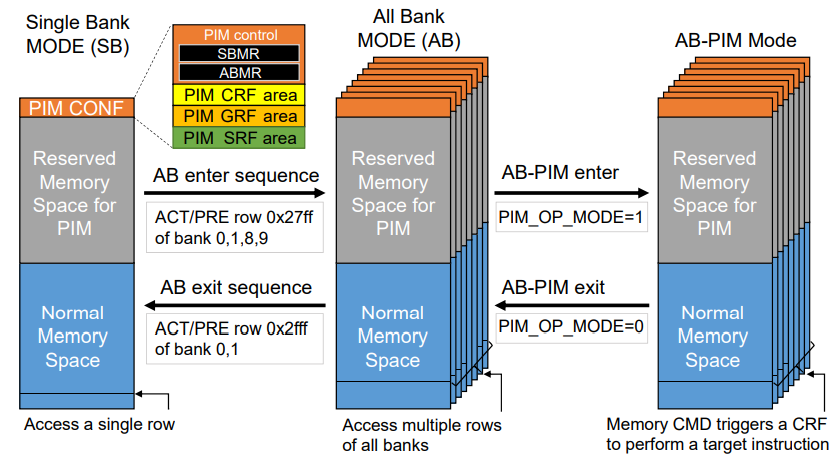 Single Bank
MODE (SB)
PIM control
SBMR
ABMR
PIM CRF area
PIM GRF area
PIM SRF area
All Bank
MODE (AB)
AB-PIM Mode
PIM CONF
Reserved
Memory
Space for
PIM
Normal
Memory
Space
Access a single row
AB enter sequence
ACT/PRE row 0x27ff
of bank 0,1,8,9
AB exit sequence
ACT/PRE row 0x2fff
of bank 0,1
Reserved
Memory
Space for
PIM
Normal
Memory
Space
Access multiple rows
of all banks
AB-PIM enter
PIM_OP_MODE=1
AB-PIM exit
PIM_OP_MODE=0
Reserved
Memory
Space for
PIM
Normal
Memory
Space
Memory CMD triggers a CRF
to perform a target instruction